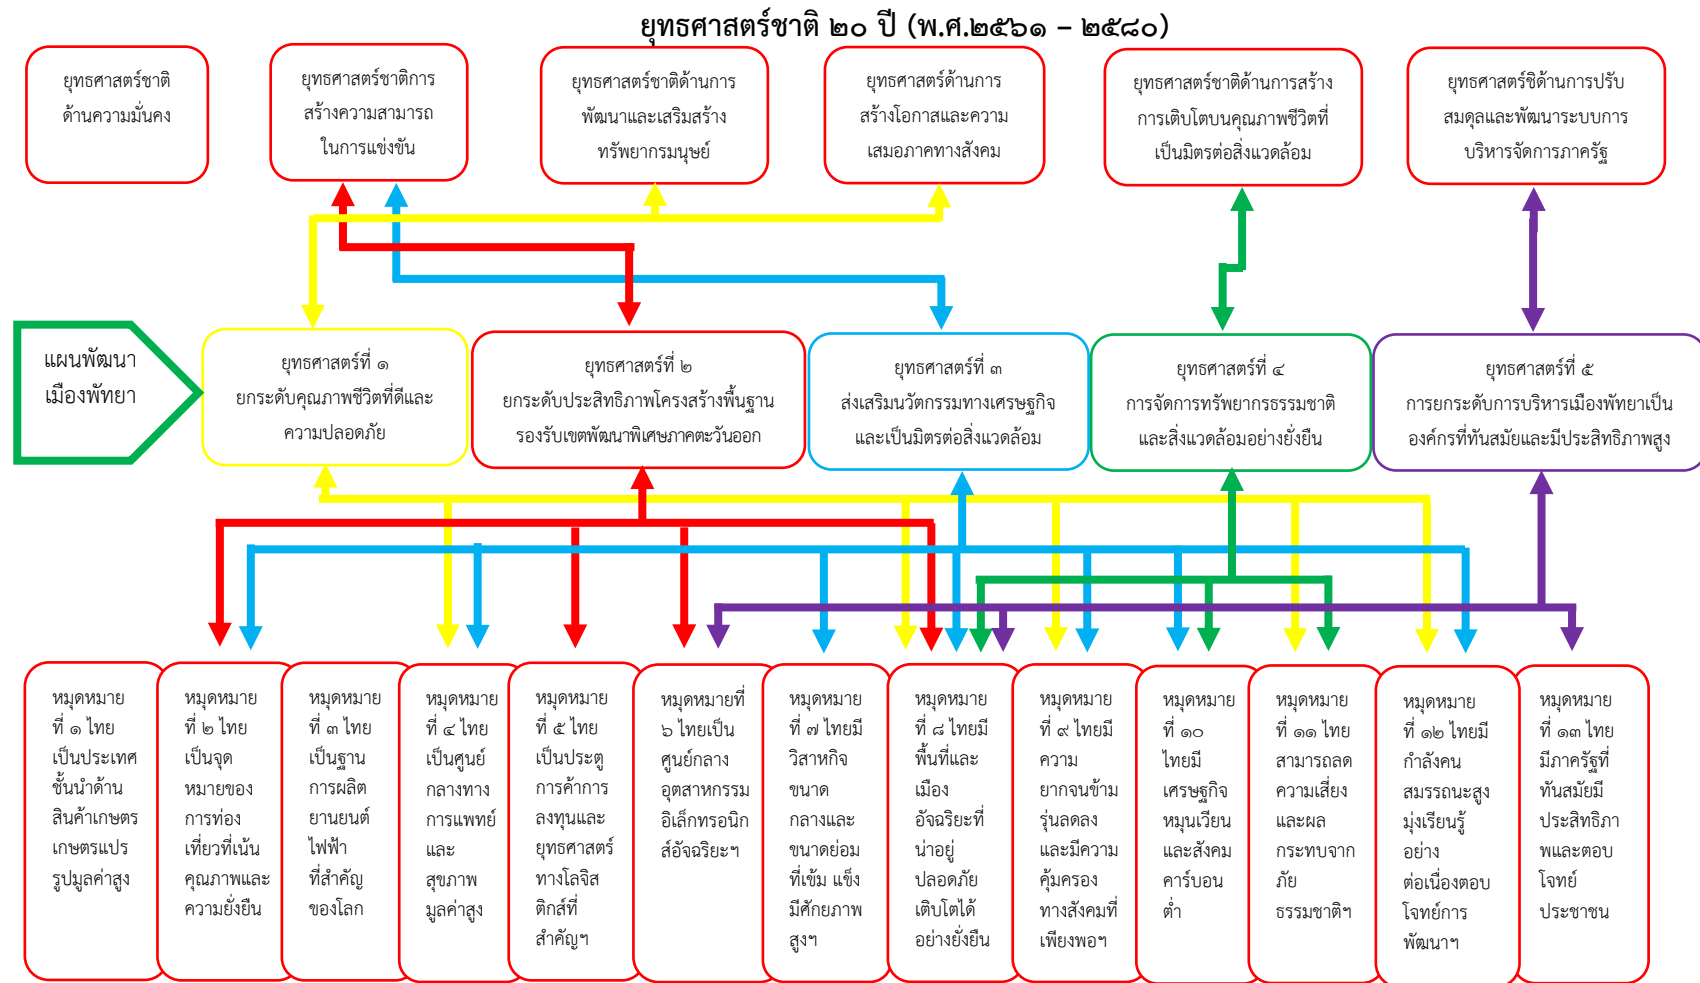 ยุทธศาสตร์ชาติ ๒๐ ปี (พ.ศ.๒๕๖๑ – ๒๕๘๐)
ยุทธศาสตร์ชาติ
ด้านความมั่นคง
ยุทธศาสตร์ชาติการ
สร้างความสามารถ
ในการแข่งขัน
ยุทธศาสตร์ชาติด้านการ
พัฒนาและเสริมสร้าง
ทรัพยากรมนุษย์
ยุทธศาสตร์ด้านการ
สร้างโอกาสและความ
เสมอภาคทางสังคม
ยุทธศาสตร์ชาติด้านการสร้าง
การเติบโตบนคุณภาพชีวิตที่
เป็นมิตรต่อสิ่งแวดล้อม
ยุทธศาสตร์ชิด้านการปรับ
สมดุลและพัฒนาระบบการ
บริหารจัดการภาครัฐ
แผนพัฒนา
เมืองพัทยา
ยุทธศาสตร์ที่ ๑
ยกระดับคุณภาพชีวิตที่ดีและ
ความปลอดภัย
ยุทธศาสตร์ที่ ๒
ยกระดับประสิทธิภาพโครงสร้างพื้นฐาน
รองรับเขตพัฒนาพิเศษภาคตะวันออก
ยุทธศาสตร์ที่ ๓
ส่งเสริมนวัตกรรมทางเศรษฐกิจ
และเป็นมิตรต่อสิ่งแวดล้อม
ยุทธศาสตร์ที่ ๔
การจัดการทรัพยากรธรรมชาติ
และสิ่งแวดล้อมอย่างยั่งยืน
ยุทธศาสตร์ที่ ๕
การยกระดับการบริหารเมืองพัทยาเป็น
องค์กรที่ทันสมัยและมีประสิทธิภาพสูง
หมุดหมาย
ที่ ๑ ไทย
เป็นประเทศ
ชั้นนำด้าน
สินค้าเกษตร
เกษตรแปร
รูปมูลค่าสูง
หมุดหมาย
ที่ ๒ ไทย
เป็นจุด
หมายของ
การท่อง
เที่ยวที่เน้น
คุณภาพและ
ความยั่งยืน
หมุดหมาย
ที่ ๓ ไทย
เป็นฐาน
การผลิต
ยานยนต์
ไฟฟ้า
ที่สำคัญ
ของโลก
หมุดหมาย
ที่ ๔ ไทย
เป็นศูนย์
กลางทาง
การแพทย์
และ
สุขภาพ
มูลค่าสูง
หมุดหมาย
ที่ ๕ ไทย
เป็นประตู
การค้าการ
ลงทุนและ
ยุทธศาสตร์
ทางโลจิส
ติกส์ที่
สำคัญฯ
หมุดหมายที่
๖ ไทยเป็น
ศูนย์กลาง
อุตสาหกรรม
อิเล็กทรอนิก
ส์อัจฉริยะฯ
หมุดหมาย
ที่ ๗ ไทยมี
วิสาหกิจ
ขนาด
กลางและ
ขนาดย่อม
ที่เข้ม แข็ง
มีศักยภาพ
สูงฯ
หมุดหมาย
ที่ ๘ ไทยมี
พื้นที่และ
เมือง
อัจฉริยะที่
น่าอยู่
ปลอดภัย
เติบโตได้
อย่างยั่งยืน
หมุดหมาย
ที่ ๙ ไทยมี
ความ
ยากจนข้าม
รุ่นลดลง
และมีความ
คุ้มครอง
ทางสังคมที่
เพียงพอฯ
หมุดหมาย
ที่ ๑๐
ไทยมี
เศรษฐกิจ
หมุนเวียน
และสังคม
คาร์บอน
ต่ำ
หมุดหมาย
ที่ ๑๑ ไทย
สามารถลด
ความเสี่ยง
และผล
กระทบจาก
ภัย
ธรรมชาติฯ
หมุดหมาย
ที่ ๑๒ ไทยมี
กำลังคน
สมรรถนะสูง
มุ่งเรียนรู้
อย่าง
ต่อเนื่องตอบ
โจทย์การ
พัฒนาฯ
หมุดหมาย
ที่ ๑๓ ไทย
มีภาครัฐที่
ทันสมัยมี
ประสิทธิภา
พและตอบ
โจทย์
ประชาชน